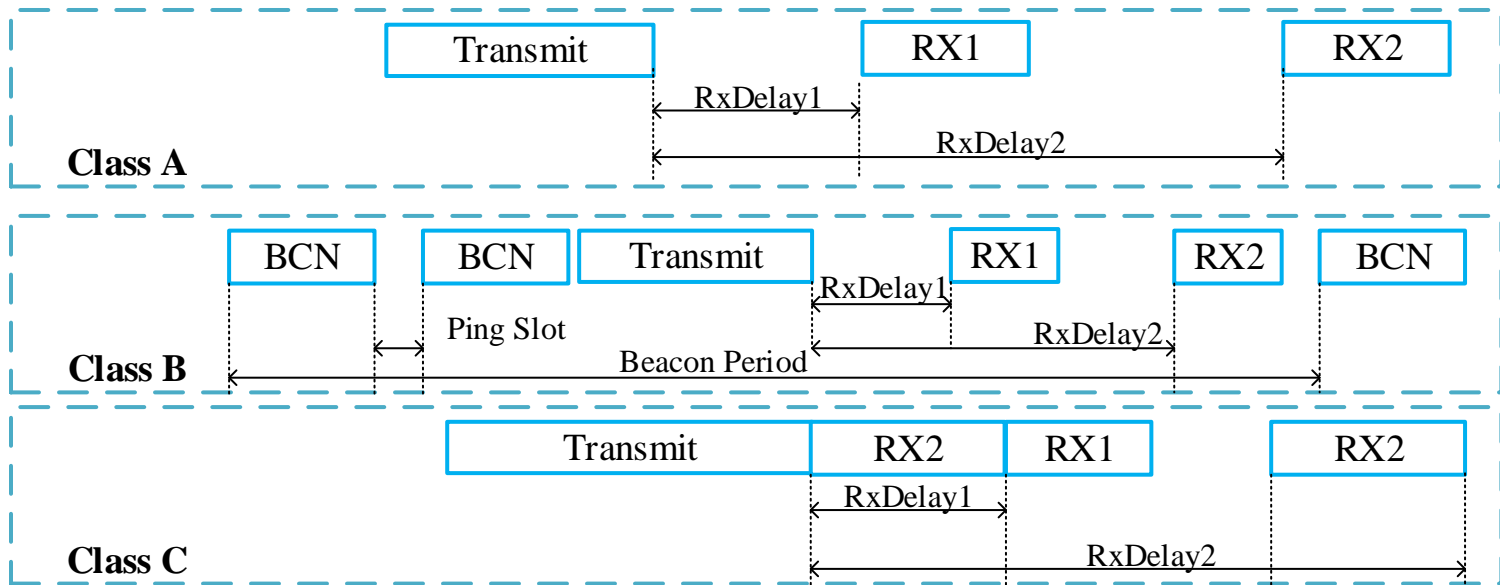 Transmit RX1 RX2
RxDelay1
RxDelay2
Class A
BCN BCN Transmit RX1 RX2 BCN
RxDelay1
Ping Slot RxDelay2
Class B Beacon Period
Transmit RX2 RX1 RX2
RxDelay1
Class C RxDelay2